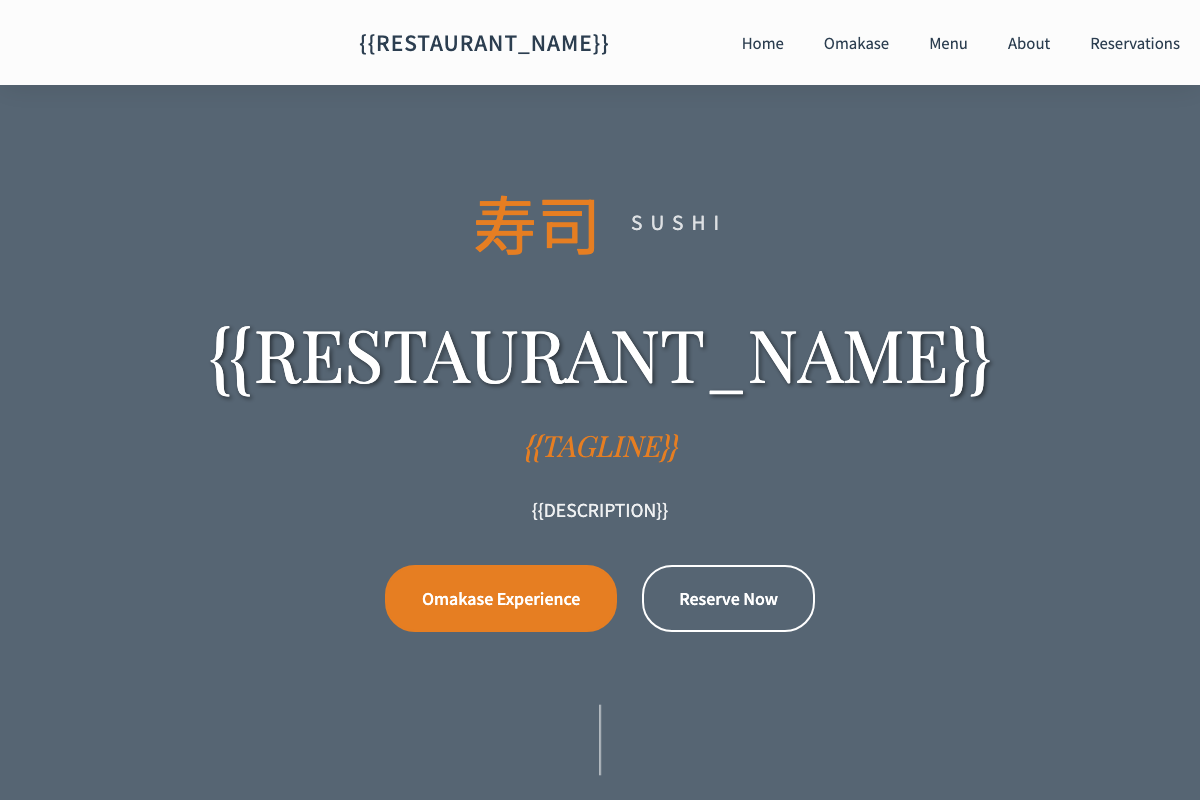 {{RESTAURANT_NAME}} Home Omakase Menu About Reservations
寿司 SUSHI
{{RESTAURANT_NAME}}
{{TAGLINE}}
{{DESCRIPTION}}
Omakase Experience Reserve Now